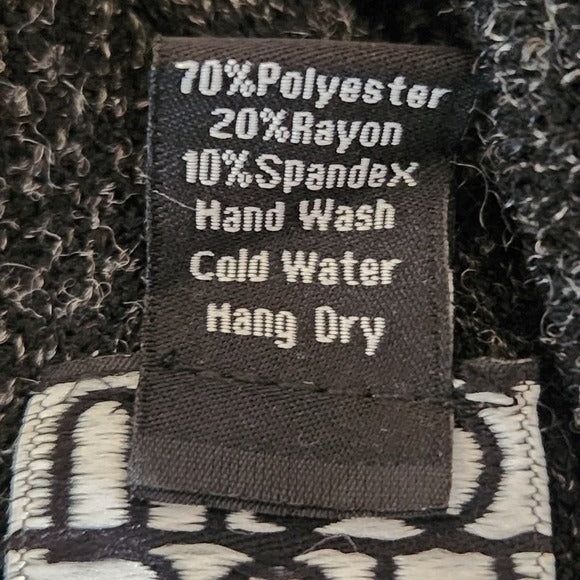 70%Polyester
20%Rayon
10%Spandex
Hand Wash
Cold Water
Hang Dry